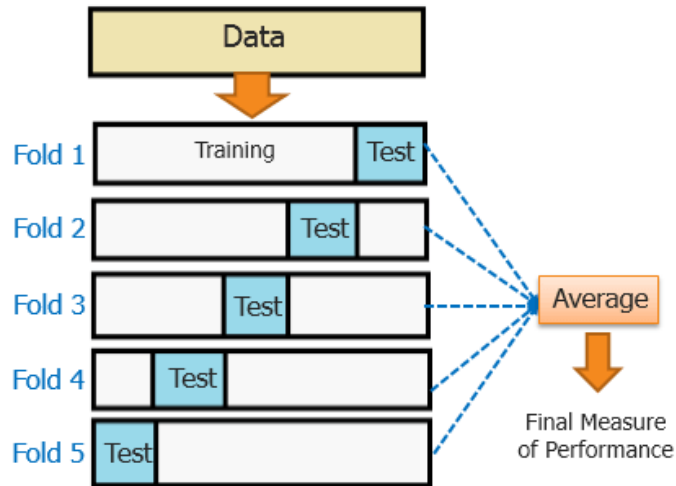 Data
Fold 1
Training
Test
Fold 2
Test
Fold 3
Test
Average
Fold 4
Test
Final Measure
of Performance
Fold 5
Test